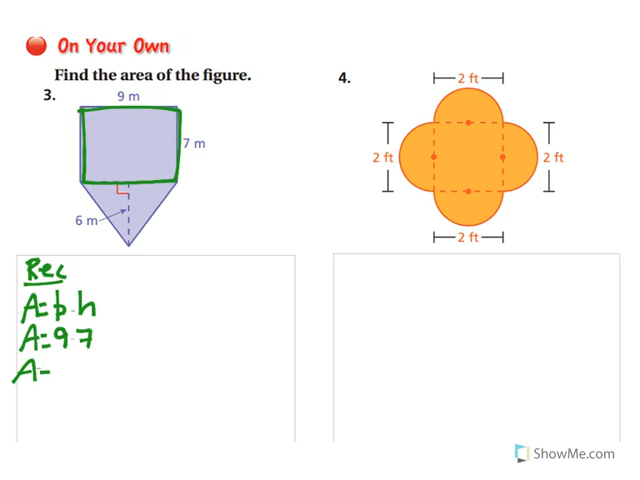 On Your Own
Find the area of the figure.
3.
9 m
7 m
6 m
4.
2 ft
2 ft
2 ft
2 ft
Rec
A=b·h
A=9·7
A=
ShowMe.com